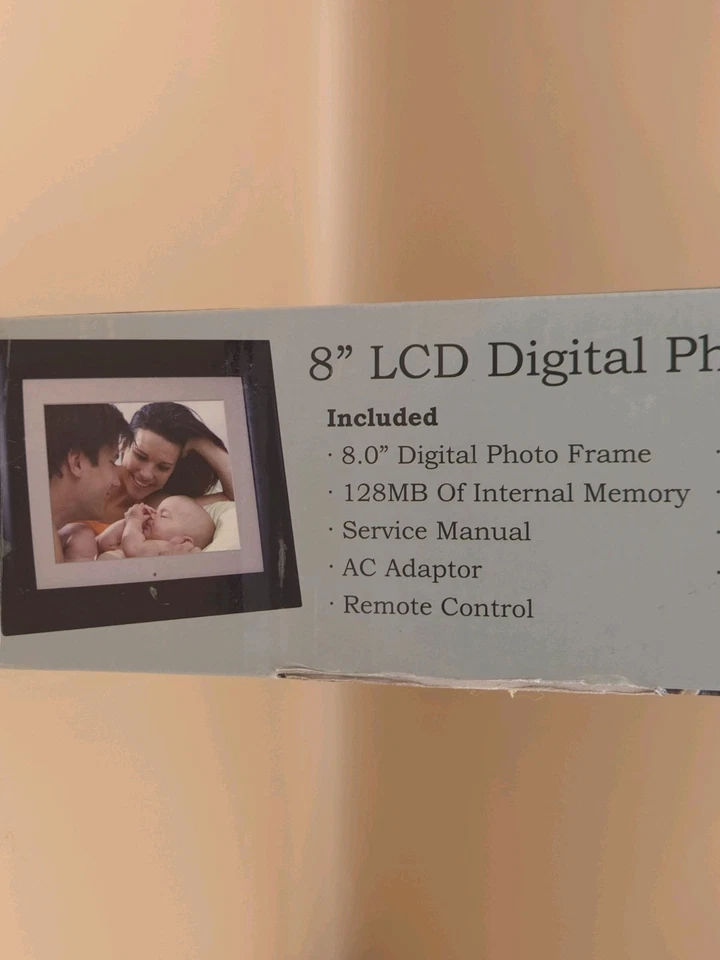 8” LCD Digital Ph
Included
· 8.0” Digital Photo Frame
· 128MB Of Internal Memory
· Service Manual
· AC Adaptor
· Remote Control